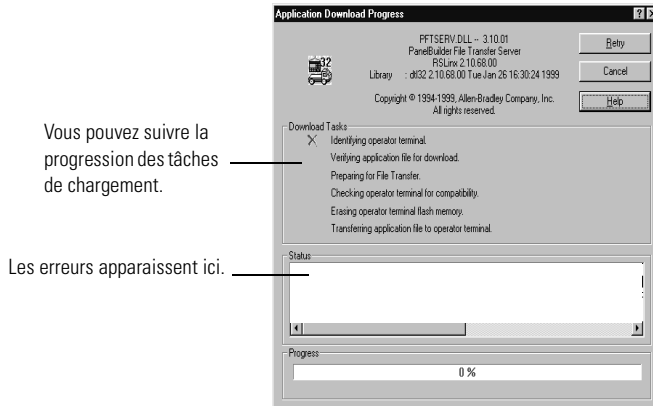 Application Download Progress
PFTSERV.DLL -- 3.10.01
PanelBuilder File Transfer Server
RSLinx 2.10.68.00
Library : dtl32 2.10.68.00 Tue Jan 26 16:30:24 1999
Copyright © 1994-1999, Allen-Bradley Company, Inc.
All rights reserved.
Retry
Cancel
Help
32
Vous pouvez suivre la
progression des tâches
de chargement.
Download Tasks
Identifying operator terminal.
Verifying application file for download.
Preparing for File Transfer.
Checking operator terminal for compatibility.
Erasing operator terminal flash memory.
Transferring application file to operator terminal.
Les erreurs apparaissent ici.
Status
Progress
0 %